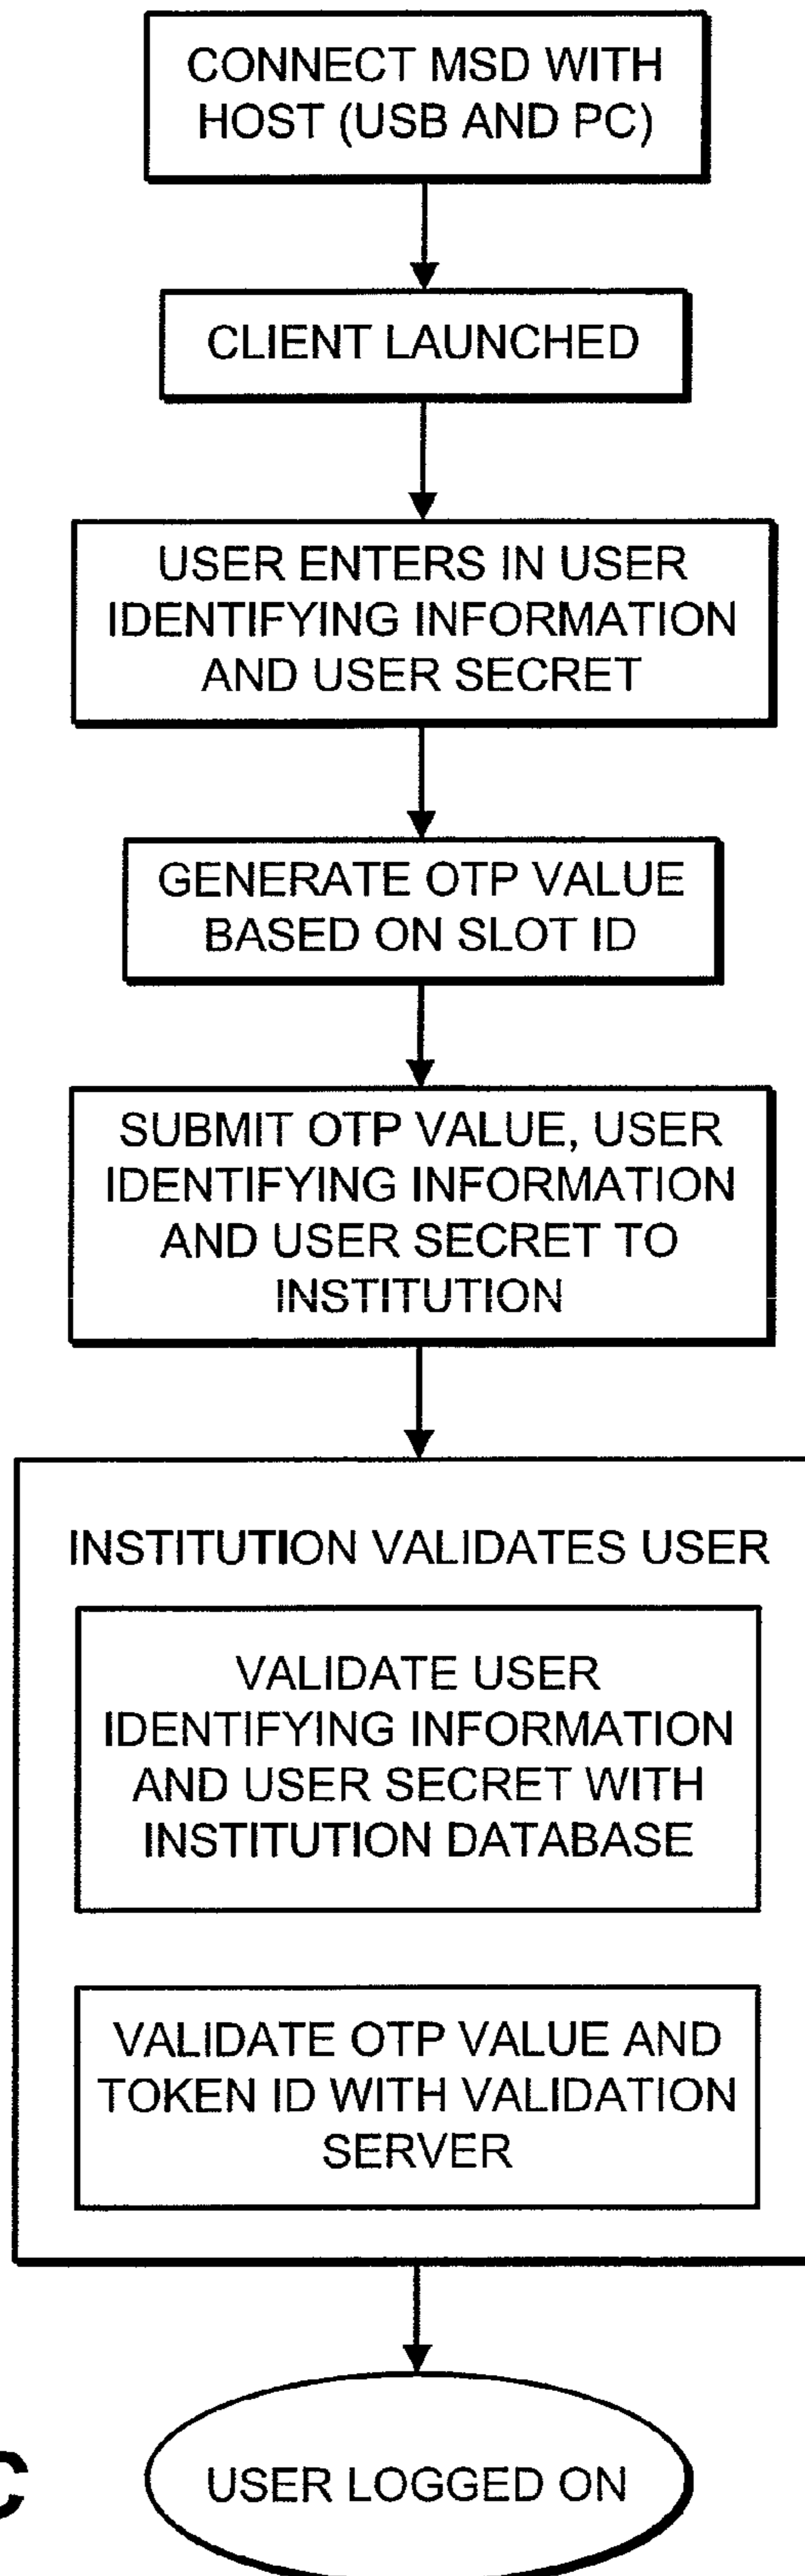 CONNECT MSD WITH
HOST (USB AND PC)
CLIENT LAUNCHED
USER ENTERS IN USER
IDENTIFYING INFORMATION
AND USER SECRET
GENERATE OTP VALUE
BASED ON SLOT ID
SUBMIT OTP VALUE, USER
IDENTIFYING INFORMATION
AND USER SECRET TO
INSTITUTION
INSTITUTION VALIDATES USER
VALIDATE USER
IDENTIFYING INFORMATION
AND USER SECRET WITH
INSTITUTION DATABASE
VALIDATE OTP VALUE AND
TOKEN ID WITH VALIDATION
SERVER
USER LOGGED ON
C